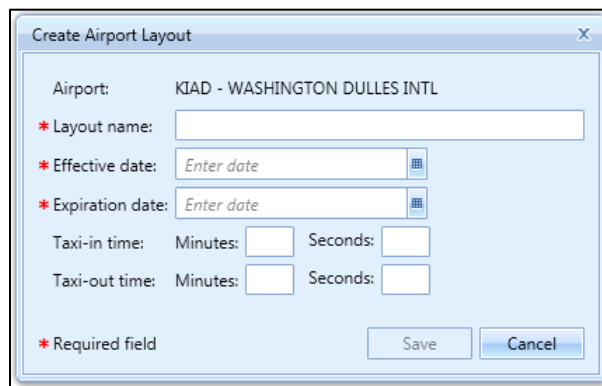 Create Airport Layout X
Airport: KIAD - WASHINGTON DULLES INTL
* Layout name:
* Effective date: Enter date
* Expiration date: Enter date
Taxi-in time: Minutes: Seconds:
Taxi-out time: Minutes: Seconds:
* Required field Save Cancel